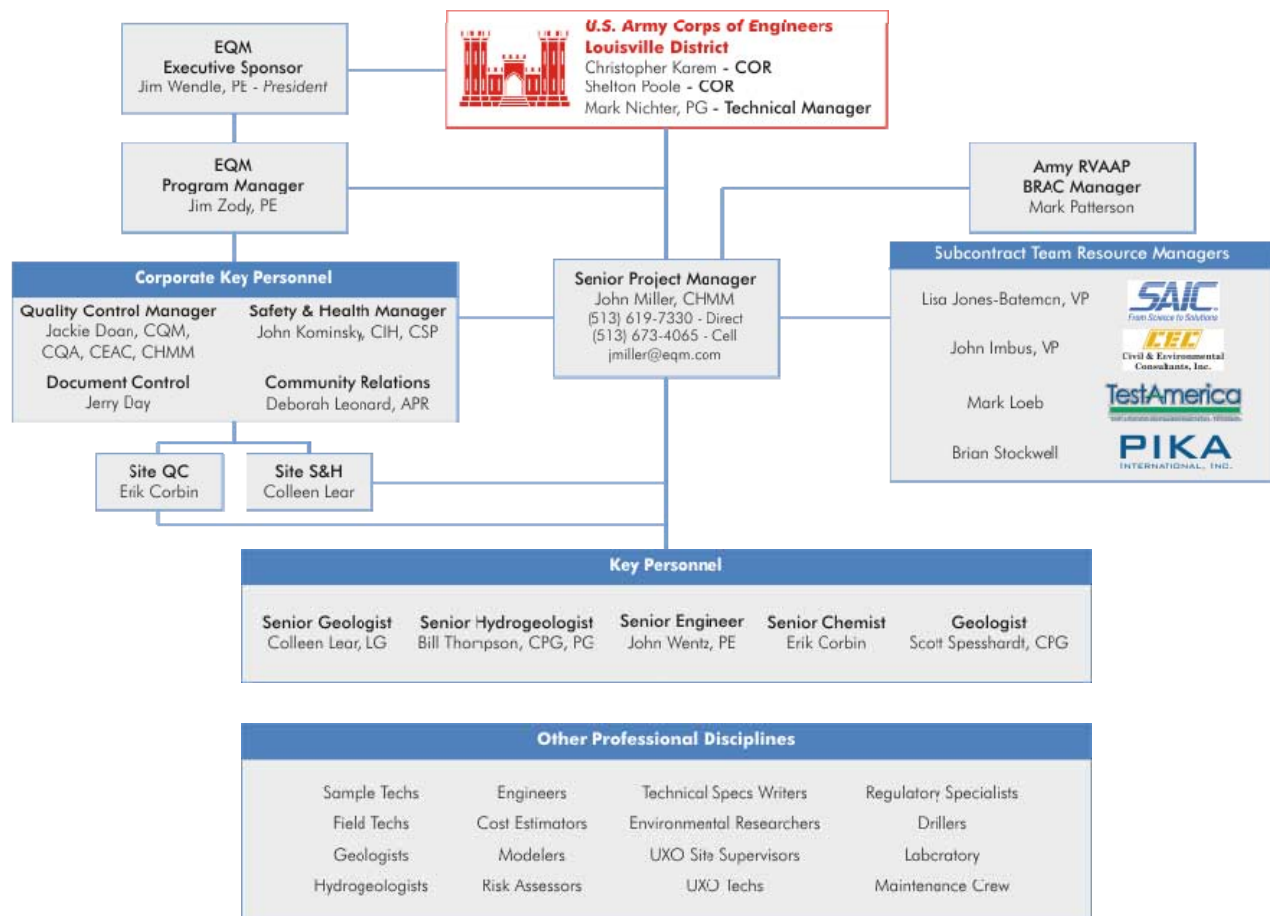 EQM
Executive Sponsor
Jim Wendle, PE - President
U.S. Army Corps of Engineers
Louisville District
Christopher Karem - COR
Shelton Poole - COR
Mark Nichter, PG - Technical Manager
EQM
Program Manager
Jim Zody, PE
Army RVAAP
BRAC Manager
Mark Patterson
Corporate Key Personnel
Quality Control Manager
Jackie Doan, CQM,
CQA, CEAC, CHMM
Safety & Health Manager
John Kominsky, CIH, CSP
Document Control
Jerry Day
Community Relations
Deborah Leonard, APR
Senior Project Manager
John Miller, CHMM
(513) 619-7330 - Direct
(513) 673-4065 - Cell
jmiller@eqm.com
Subcontract Team Resource Managers
Lisa Jones-Bateman, VP
SAIC
From Science to Solutions
John Imbus, VP
CEC
Civil & Environmental
Consultants, Inc.
Mark Loeb
TestAmerica
Brian Stockwell
PIKA
INTERNATIONAL, INC.
Site QC
Erik Corbin
Site S&H
Colleen Lear
Key Personnel
Senior Geologist
Colleen Lear, LG
Senior Hydrogeologist
Bill Thompson, CPG, PG
Senior Engineer
John Wentz, PE
Senior Chemist
Erik Corbin
Geologist
Scott Spesshardt, CPG
Other Professional Disciplines
Sample Techs
Field Techs
Geologists
Hydrogeologists
Engineers
Cost Estimators
Modelers
Risk Assessors
Technical Specs Writers
Environmental Researchers
UXO Site Supervisors
UXO Techs
Regulatory Specialists
Drillers
Laboratory
Maintenance Crew